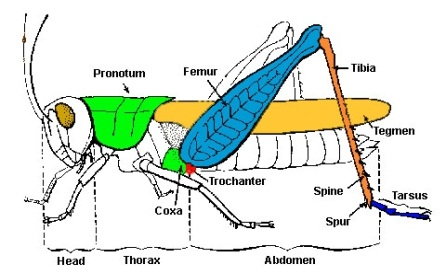 Pronotum
Femur
Tibia
Tegmen
Trochanter
Coxa
Spine
Tarsus
Spur
Head
Thorax
Abdomen